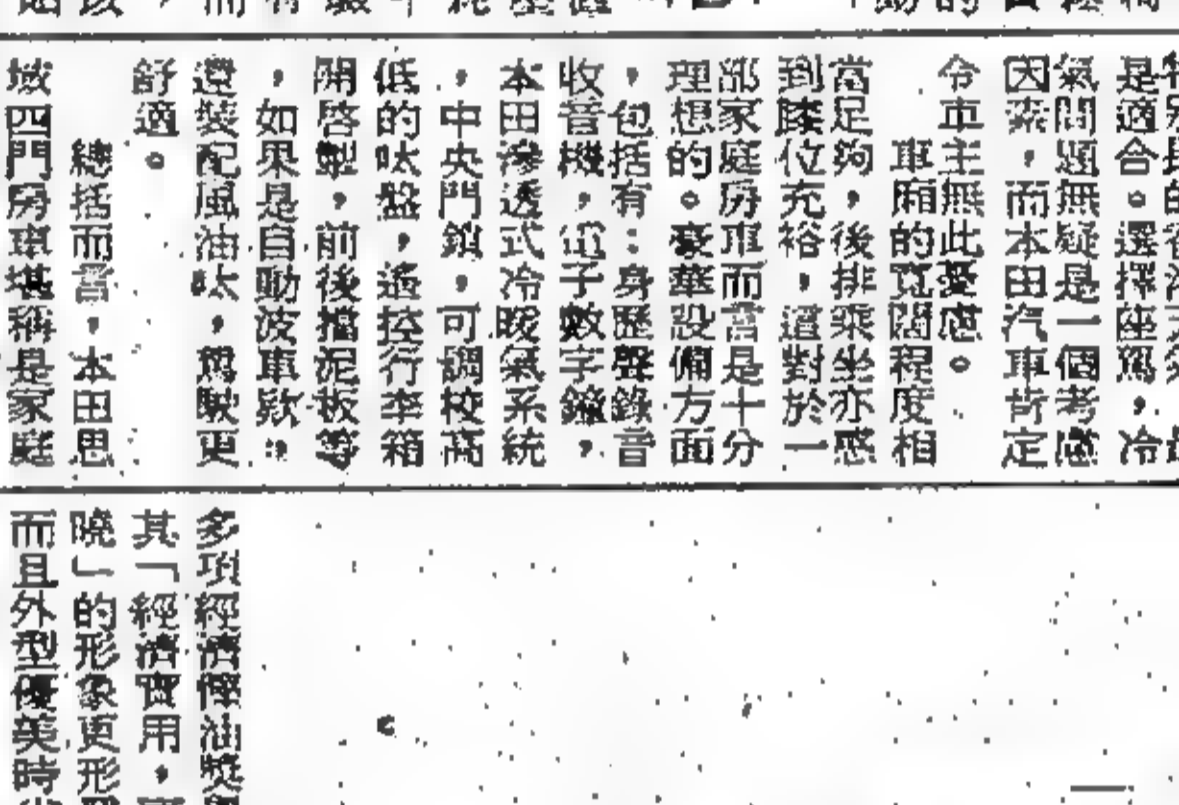 是適合。選擇座駕,冷
氣問題無疑是一個考慮
因素,而本田汽車肯定
令車主無此憂慮。
車廂的寬闊程度相
當足夠,後排乘坐亦感
到膝位充裕,這對於一
部家庭房車而言是十分
理想的。豪華設備方面
,包括有:身歷聲錄音
收音機,電子數字鐘,
本田滲透式冷暖氣系統
,中央門鎖,可調校高
低的呔盤,遙控行李箱
開啓掣,前後擋泥板等
,如果是自動波車欵,
還裝配風油呔,駕駛更
舒適。
總括而言,本田思
域四門房車堪稱是家庭
多項經濟慳油獎
其「經濟實用,
曉」的形象更形
而且外型優美時